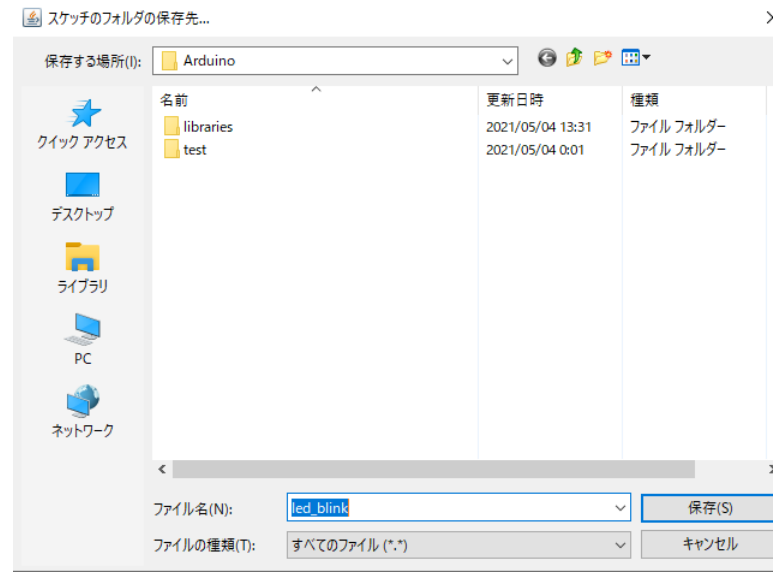 スケッチのフォルダの保存先...
保存する場所(I): Arduino
名前 更新日時 種類
libraries 2021/05/04 13:31 ファイル フォルダー
test 2021/05/04 0:01 ファイル フォルダー
クイック アクセス
デスクトップ
ライブラリ
PC
ネットワーク
ファイル名(N): led_blink 保存(S)
ファイルの種類(T): すべてのファイル (*.*) キャンセル